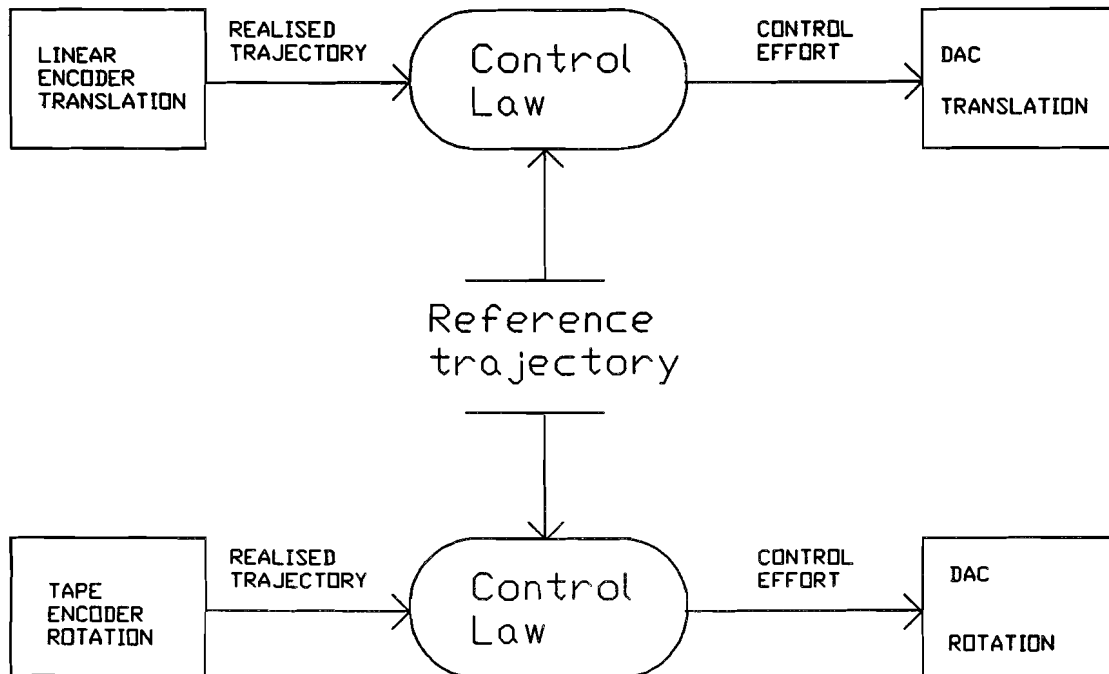 LINEAR
ENCODER
TRANSLATION
REALISED
TRAJECTORY
Control
Law
CONTROL
EFFORT
DAC
TRANSLATION
Reference
trajectory
TAPE
ENCODER
ROTATION
REALISED
TRAJECTORY
Control
Law
CONTROL
EFFORT
DAC
ROTATION